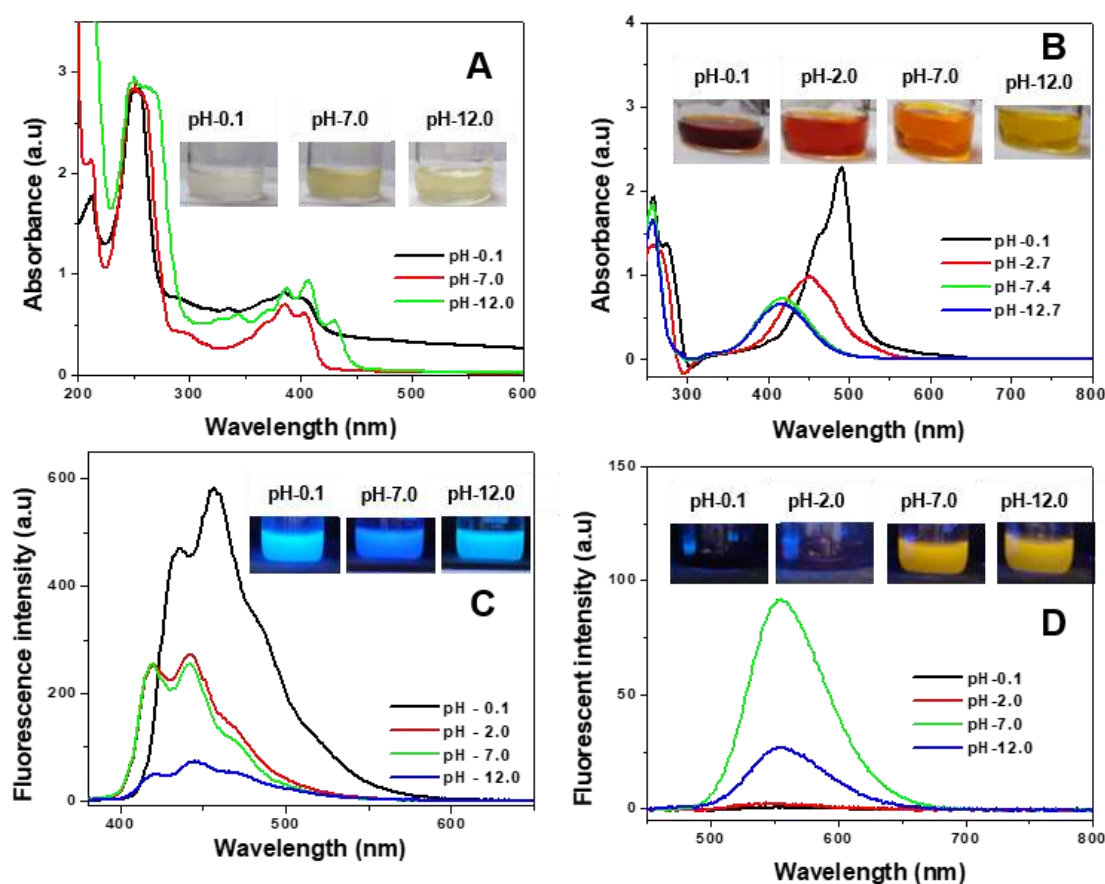 A
pH-0.1 pH-7.0 pH-12.0
pH-0.1
pH-7.0
pH-12.0
3
2
1
0
Absorbance (a.u)
200 300 400 500 600
Wavelength (nm)
B
pH-0.1 pH-2.0 pH-7.0 pH-12.0
pH-0.1
pH-2.7
pH-7.4
pH-12.7
4
3
2
1
0
Absorbance (a.u)
300 400 500 600 700 800
Wavelength (nm)
pH-0.1 pH-7.0 pH-12.0
C
pH - 0.1
pH - 2.0
pH - 7.0
pH - 12.0
600
400
200
0
Fluorescence intensity (a.u)
400 500 600
Wavelength (nm)
pH-0.1 pH-2.0 pH-7.0 pH-12.0
D
pH-0.1
pH-2.0
pH-7.0
pH-12.0
150
100
50
0
Fluorescent intensity (a.u)
500 600 700 800
Wavelength (nm)